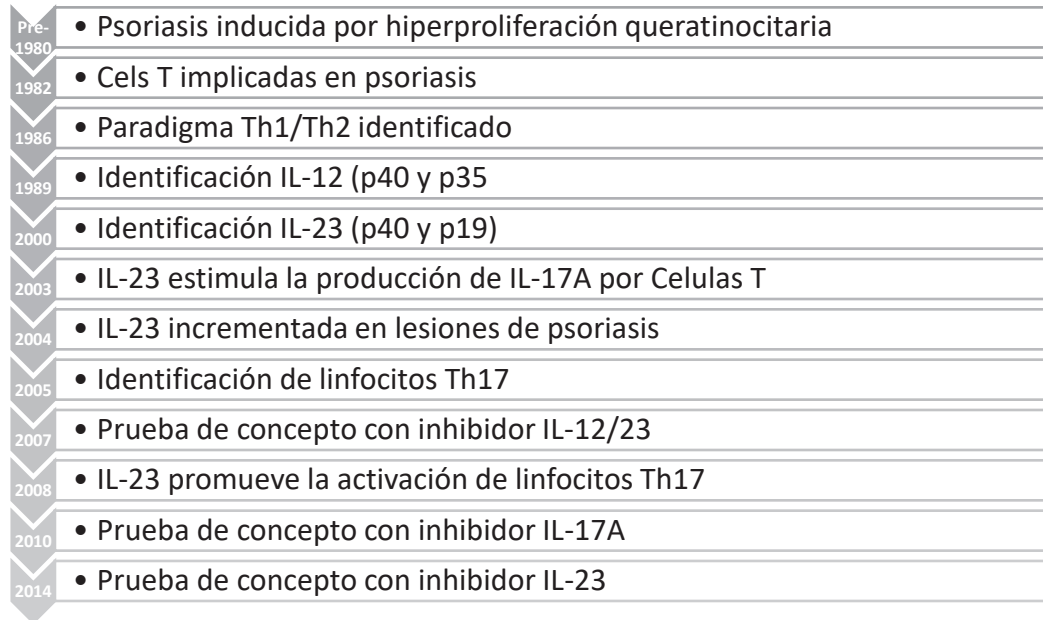 Pre-
1980
• Psoriasis inducida por hiperproliferación queratinocitaria
1982
• Cels T implicadas en psoriasis
1986
• Paradigma Th1/Th2 identificado
1989
• Identificación IL-12 (p40 y p35
2000
• Identificación IL-23 (p40 y p19)
2003
• IL-23 estimula la producción de IL-17A por Celulas T
2004
• IL-23 incrementada en lesiones de psoriasis
2005
• Identificación de linfocitos Th17
2007
• Prueba de concepto con inhibidor IL-12/23
2008
• IL-23 promueve la activación de linfocitos Th17
2010
• Prueba de concepto con inhibidor IL-17A
2014
• Prueba de concepto con inhibidor IL-23